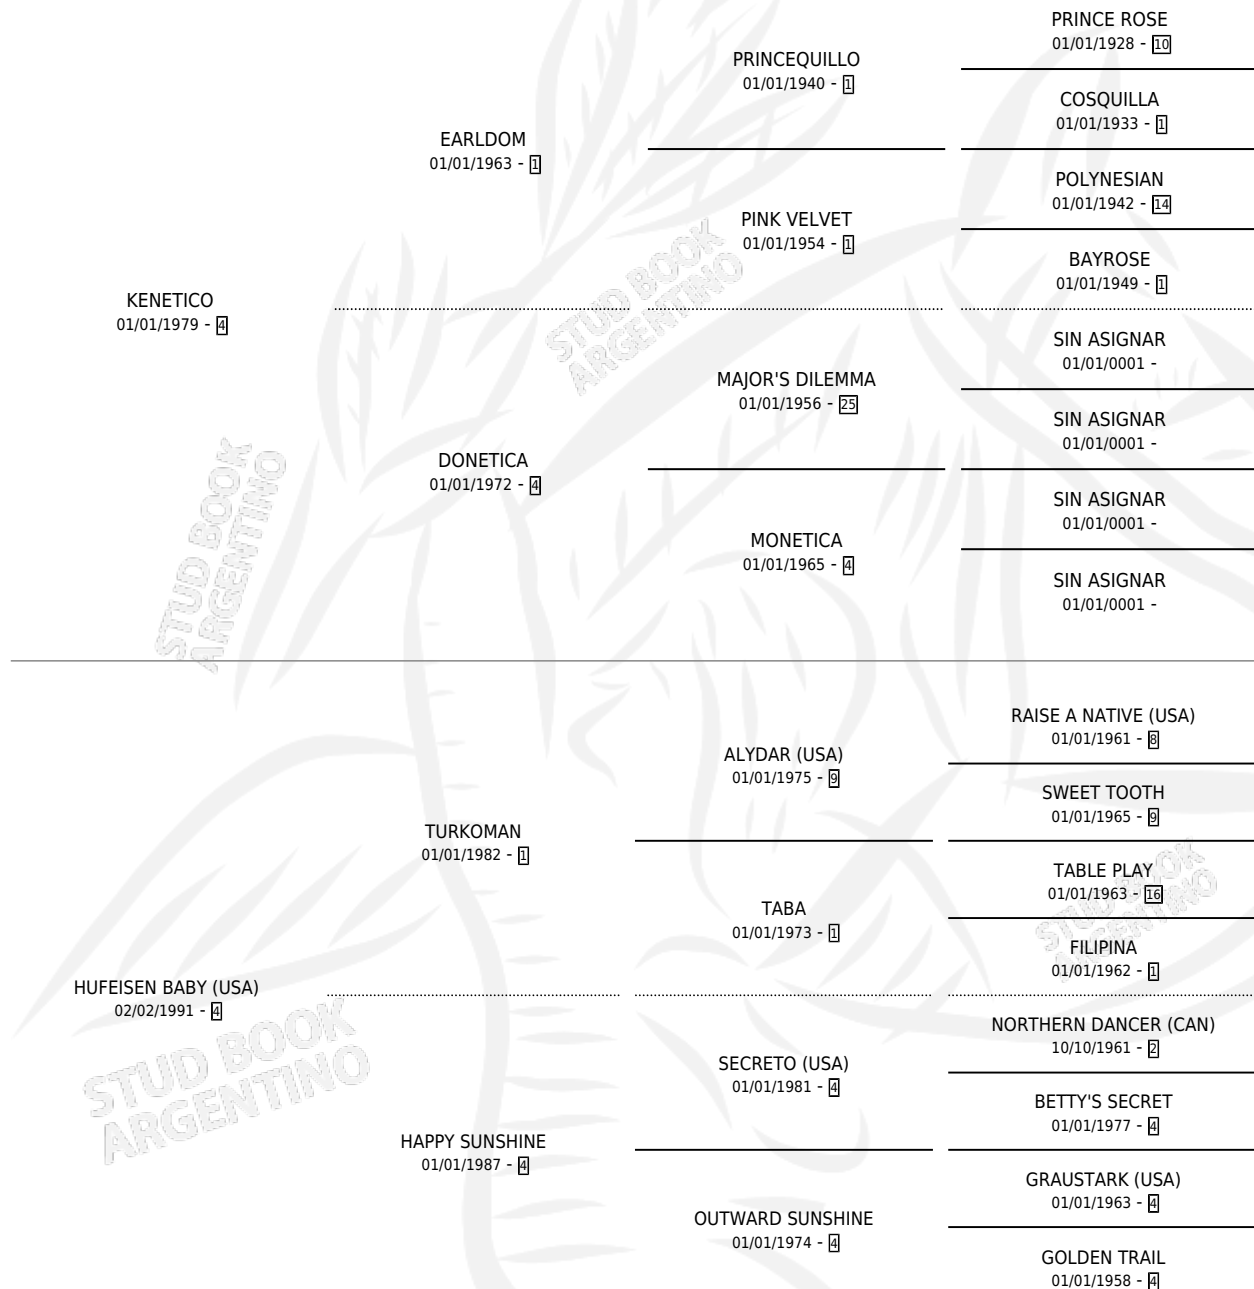 PRINCE ROSE
01/01/1928 - 10
PRINCEQUILLO
01/01/1940 - 1
COSQUILLA
01/01/1933 - 1
EARLDOM
01/01/1963 - 1
POLYNESIAN
01/01/1942 - 14
PINK VELVET
01/01/1954 - 1
BAYROSE
01/01/1949 - 1
KENETICO
01/01/1979 - 4
SIN ASIGNAR
01/01/0001 -
MAJOR'S DILEMMA
01/01/1956 - 25
SIN ASIGNAR
01/01/0001 -
DONETICA
01/01/1972 - 4
SIN ASIGNAR
01/01/0001 -
MONETICA
01/01/1965 - 4
SIN ASIGNAR
01/01/0001 -
STUD BOOK
ARGENTINO
STUD BOOK
ARGENTINO
RAISE A NATIVE (USA)
01/01/1961 - 8
ALYDAR (USA)
01/01/1975 - 9
SWEET TOOTH
01/01/1965 - 9
TURKOMAN
01/01/1982 - 1
TABLE PLAY
01/01/1963 - 16
TABA
01/01/1973 - 1
FILIPINA
01/01/1962 - 1
HUFEISEN BABY (USA)
02/02/1991 - 4
NORTHERN DANCER (CAN)
10/10/1961 - 2
SECRETO (USA)
01/01/1981 - 4
BETTY'S SECRET
01/01/1977 - 4
HAPPY SUNSHINE
01/01/1987 - 4
GRAUSTARK (USA)
01/01/1963 - 4
OUTWARD SUNSHINE
01/01/1974 - 4
GOLDEN TRAIL
01/01/1958 - 4
STUD BOOK
ARGENTINO
STUD BOOK
ARGENTINO